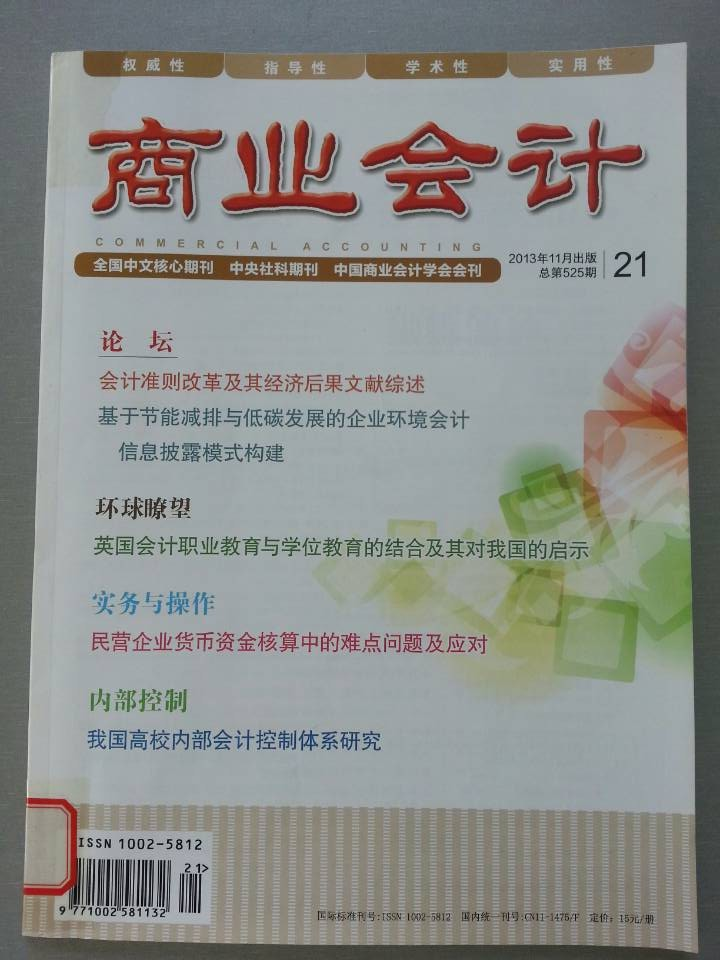 权威性 指导性 学术性 实用性
商业会计
COMMERCIAL ACCOUNTING
全国中文核心期刊 中央社科期刊 中国商业会计学会会刊
2013年11月出版
总第525期
21
论坛
会计准则改革及其经济后果文献综述
基于节能减排与低碳发展的企业环境会计
信息披露模式构建
环球瞭望
英国会计职业教育与学位教育的结合及其对我国的启示
实务与操作
民营企业货币资金核算中的难点问题及应对
内部控制
我国高校内部会计控制体系研究
ISSN 1002-5812
21>
9 771002 581132
国际标准刊号:ISSN 1002-5812 国内统一刊号:CN11-1475/F 定价: 15元/册